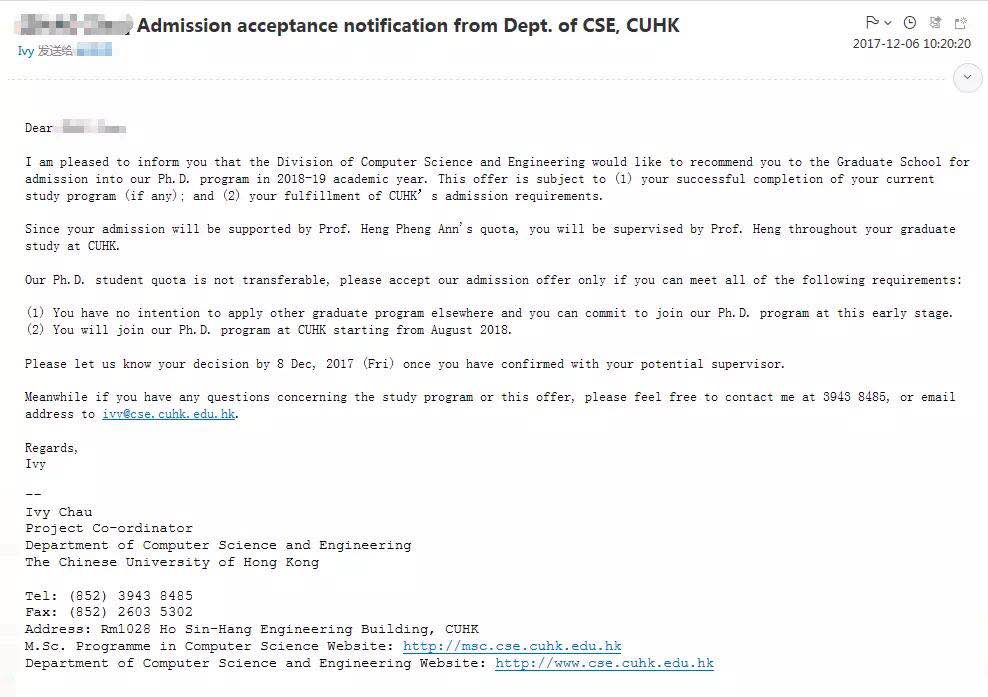 Admission acceptance notification from Dept. of CSE, CUHK
Ivy 发送给
2017-12-06 10:20:20
Dear
I am pleased to inform you that the Division of Computer Science and Engineering would like to recommend you to the Graduate School for
admission into our Ph.D. program in 2018-19 academic year. This offer is subject to (1) your successful completion of your current
study program (if any); and (2) your fulfillment of CUHK's admission requirements.
Since your admission will be supported by Prof. Heng Pheng Ann's quota, you will be supervised by Prof. Heng throughout your graduate
study at CUHK.
Our Ph.D. student quota is not transferable, please accept our admission offer only if you can meet all of the following requirements:
(1) You have no intention to apply other graduate program elsewhere and you can commit to join our Ph.D. program at this early stage.
(2) You will join our Ph.D. program at CUHK starting from August 2018.
Please let us know your decision by 8 Dec, 2017 (Fri) once you have confirmed with your potential supervisor.
Meanwhile if you have any questions concerning the study program or this offer, please feel free to contact me at 3943 8485, or email
address to ivy@cse.cuhk.edu.hk.
Regards,
Ivy
--
Ivy Chau
Project Co-ordinator
Department of Computer Science and Engineering
The Chinese University of Hong Kong
Tel: (852) 3943 8485
Fax: (852) 2603 5302
Address: Rm1028 Ho Sin-Hang Engineering Building, CUHK
M.Sc. Programme in Computer Science Website: http://msc.cse.cuhk.edu.hk
Department of Computer Science and Engineering Website: http://www.cse.cuhk.edu.hk